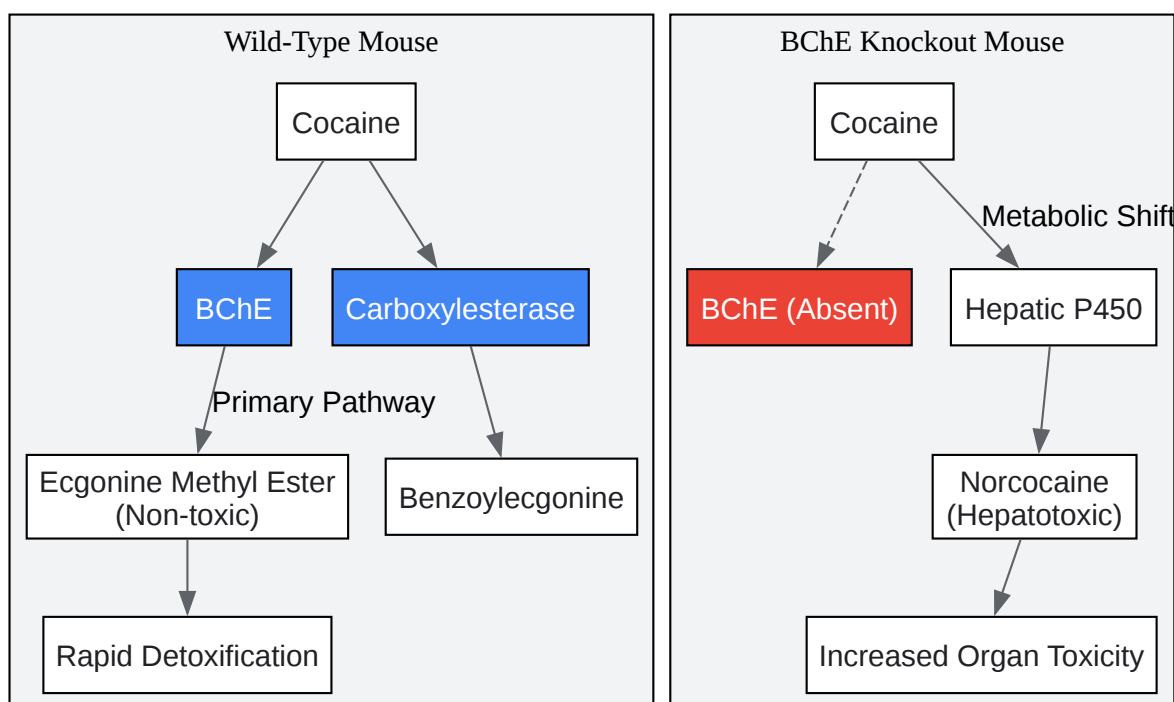 Wild-Type Mouse
Cocaine
BChE
Carboxylesterase
Primary Pathway
Ecgonine Methyl Ester
(Non-toxic)
Benzoylecgonine
Rapid Detoxification
BChE Knockout Mouse
Cocaine
Metabolic Shift
BChE (Absent)
Hepatic P450
Norcocaine
(Hepatotoxic)
Increased Organ Toxicity